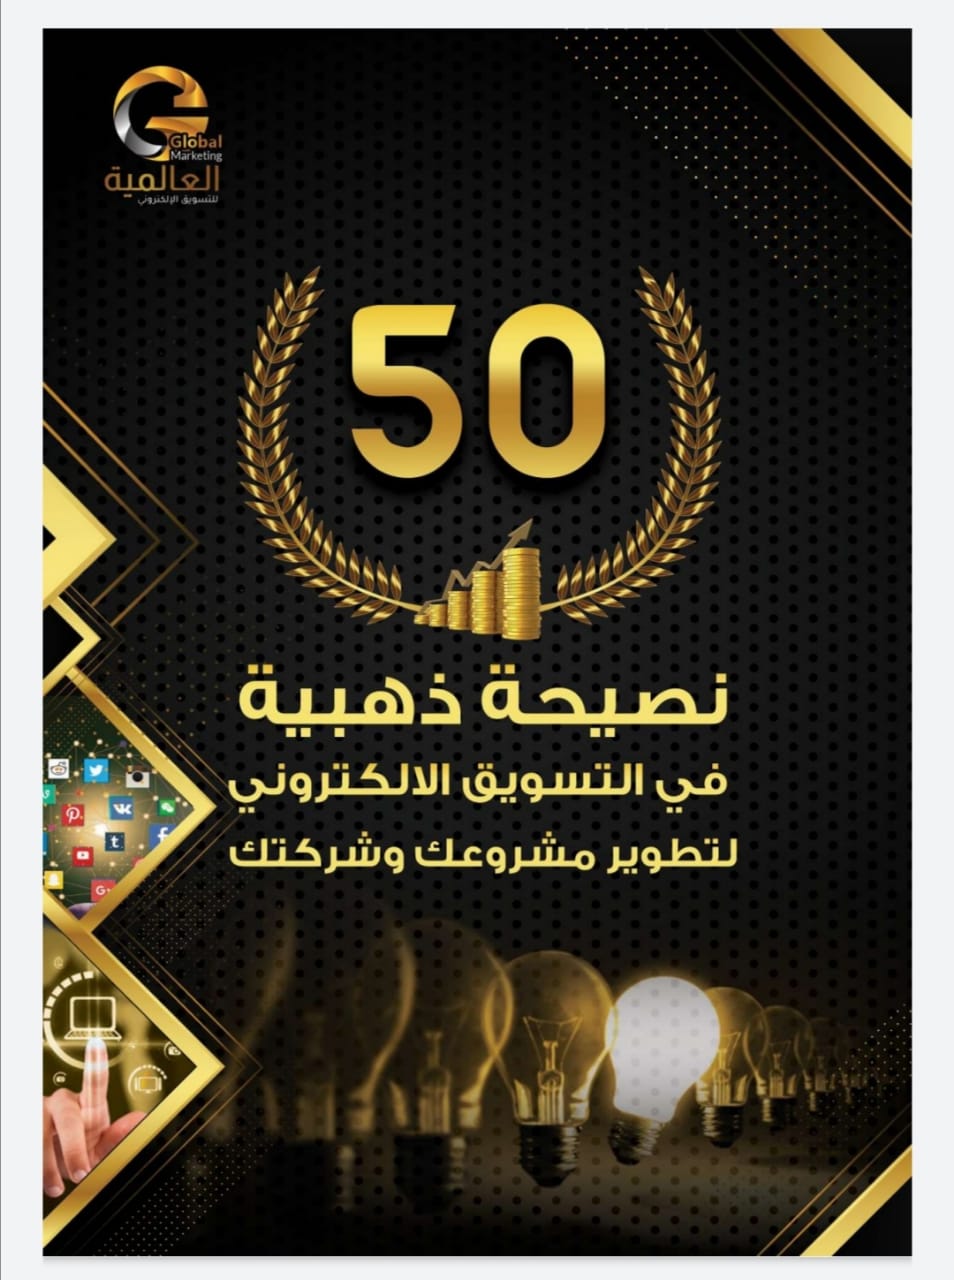 Global
Marketing
العالمية
للتسويق الإلكتروني
50
نصيحة ذهبية
في التسويق الالكتروني
لتطوير مشروعك وشركتك